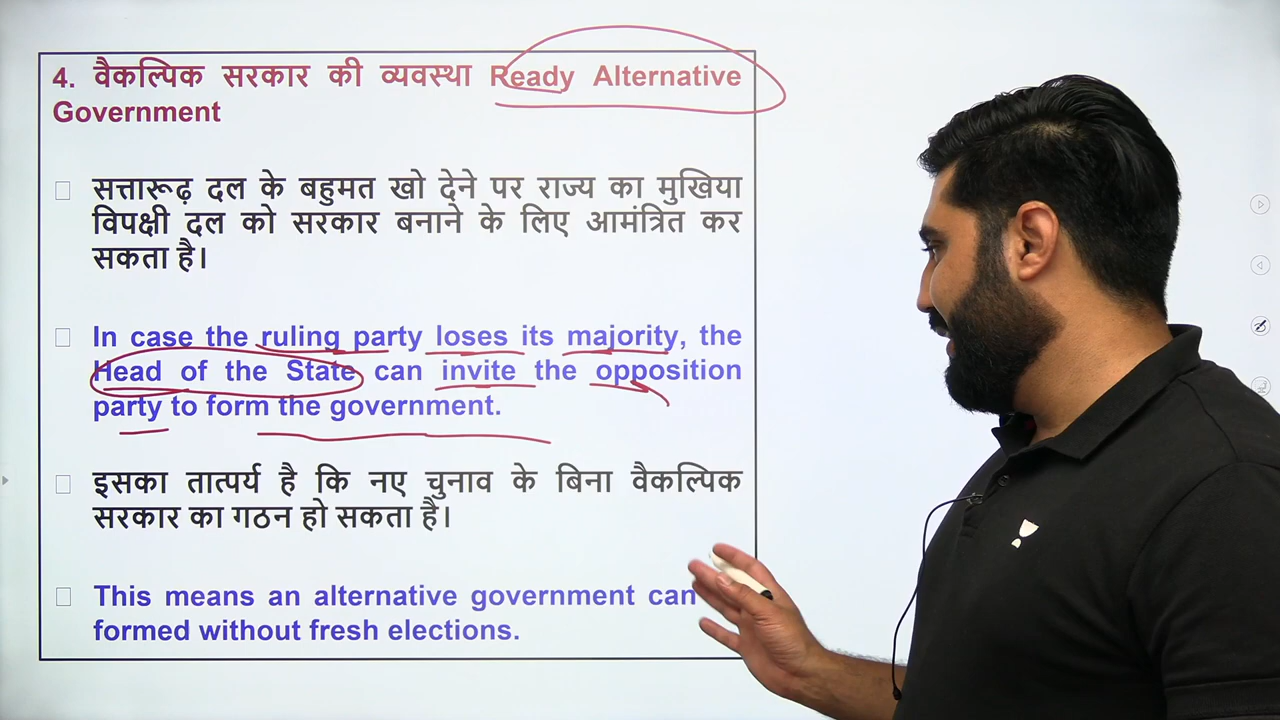 4. वैकल्पिक सरकार की व्यवस्था Ready Alternative
Government
सत्तारूढ़ दल के बहुमत खो देने पर राज्य का मुखिया
विपक्षी दल को सरकार बनाने के लिए आमंत्रित कर
सकता है।
In case the ruling party loses its majority, the
Head of the State can invite the opposition
party to form the government.
इसका तात्पर्य है कि नए चुनाव के बिना वैकल्पिक
सरकार का गठन हो सकता है।
This means an alternative government can
formed without fresh elections.